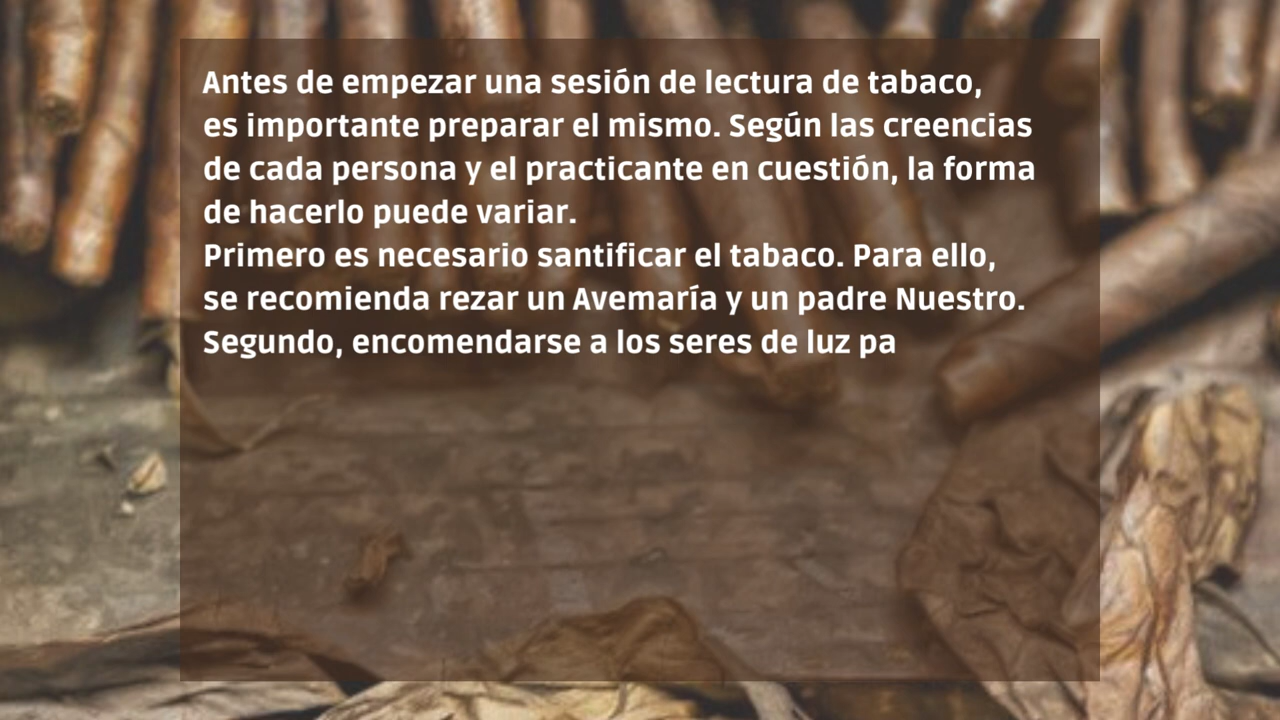 Antes de empezar una sesión de lectura de tabaco,
es importante preparar el mismo. Según las creencias
de cada persona y el practicante en cuestión, la forma
de hacerlo puede variar.
Primero es necesario santificar el tabaco. Para ello,
se recomienda rezar un Avemaría y un padre Nuestro.
Segundo, encomendarse a los seres de luz pa